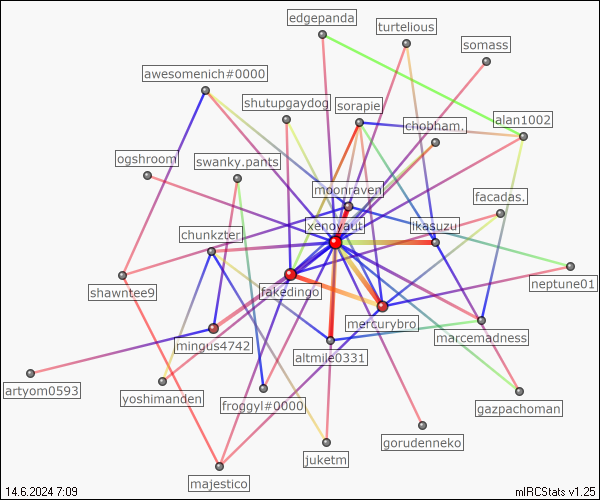 edgepanda
turtelious
somass
awesomenich#0000
shutupgaydog
sorapie
chobham.
alan1002
ogshroom
swanky.pants
moonraven
facadas.
xenoyaut
likasuzu
chunkzter
shawntee9
fakedingo
neptune01
mercurybro
mingus4742
altmile0331
marcemadness
artyom0593
yoshimanden
froggyl#0000
gazpachoman
gorudenneko
juketm
majestico
14.6.2024 7:09
mIRCStats v1.25